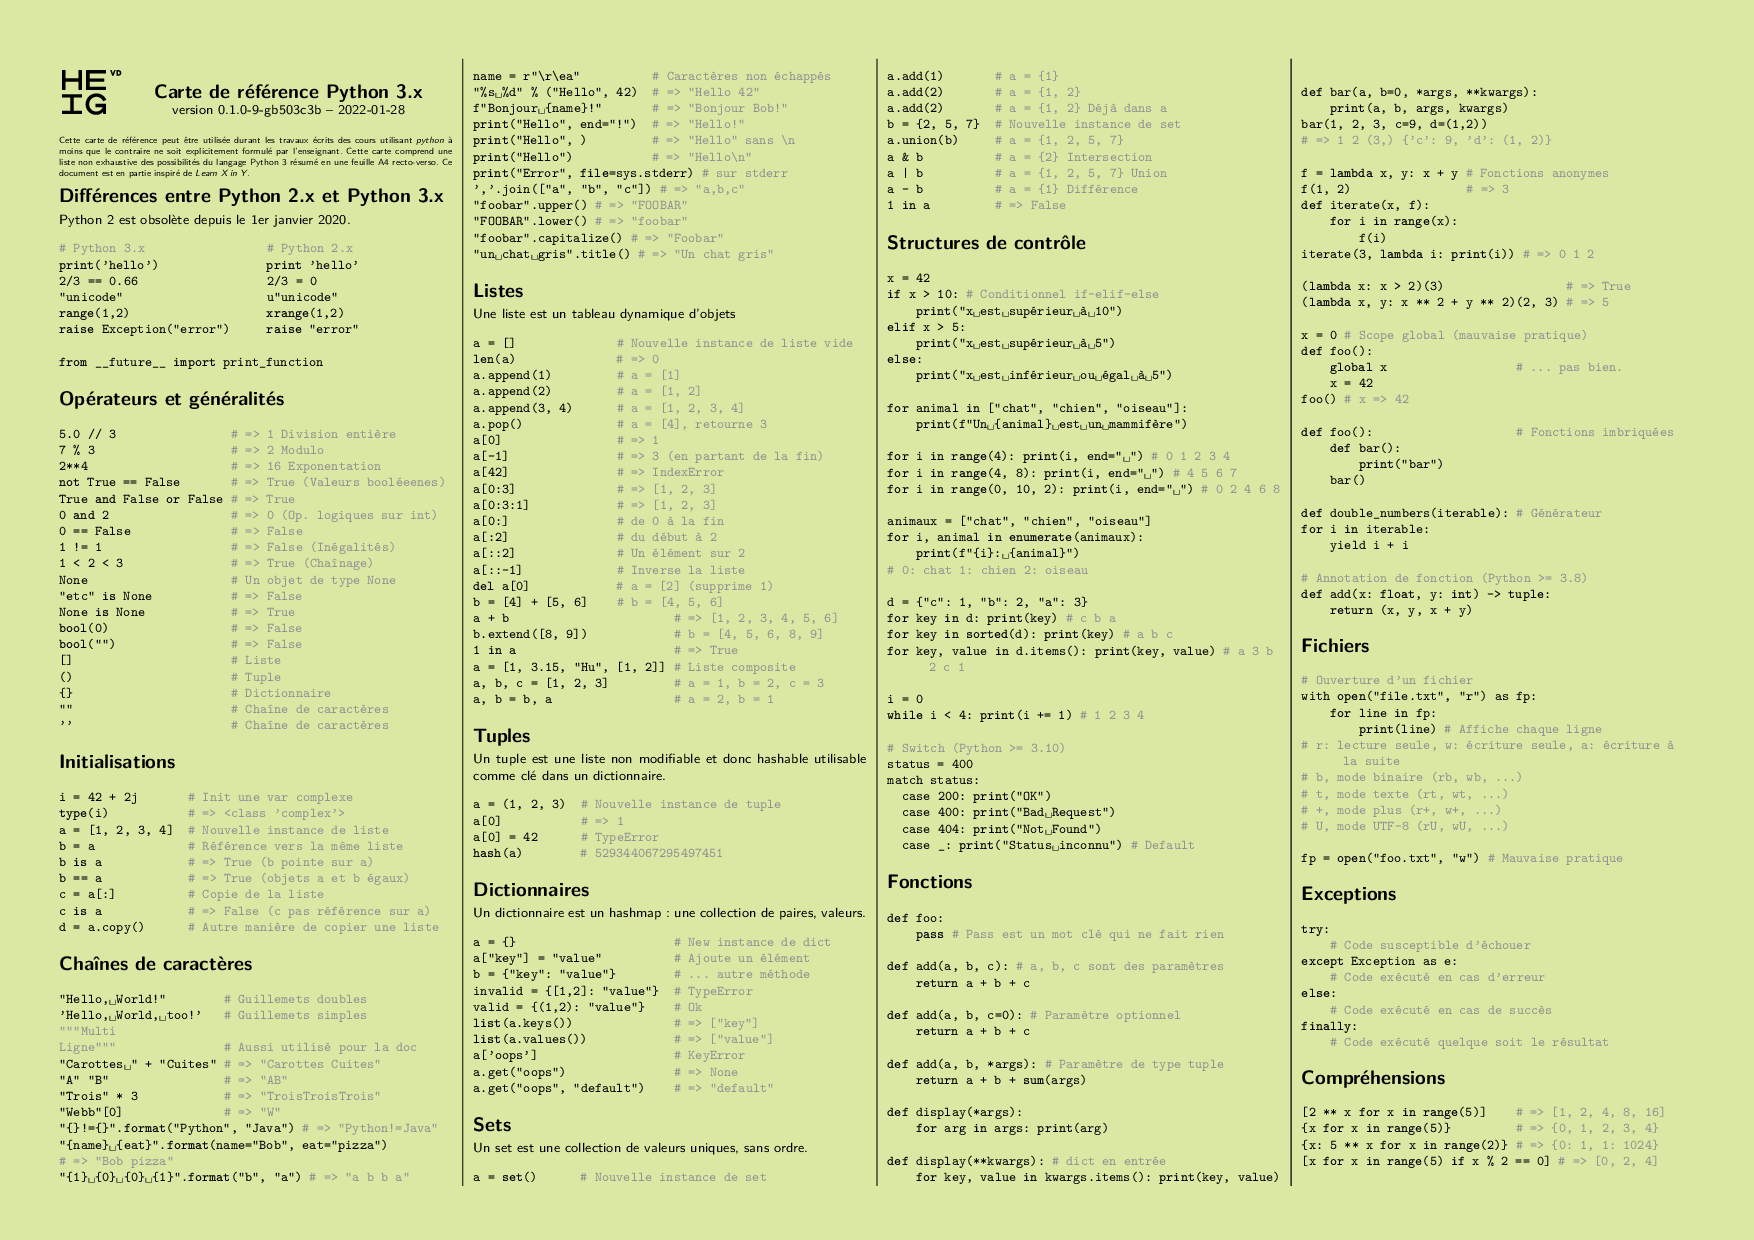 HE VD
IG
Carte de référence Python 3.x
version 0.1.0-9-gb503c3b – 2022-01-28
Cette carte de référence peut être utilisée durant les travaux écrits des cours utilisant python à
moins que le contraire ne soit explicitement formulé par l'enseignant. Cette carte comprend une
liste non exhaustive des possibilités du langage Python 3 résumé en une feuille A4 recto-verso. Ce
document est en partie inspiré de Learn X in Y.
Différences entre Python 2.x et Python 3.x
Python 2 est obsolète depuis le 1er janvier 2020.
# Python 3.x                 # Python 2.x
print('hello')               print 'hello'
2/3 == 0.66                  2/3 = 0
"unicode"                    u"unicode"
range(1,2)                   xrange(1,2)
raise Exception("error")     raise "error"
from __future__ import print_function
Opérateurs et généralités
5.0 // 3                # => 1 Division entière
7 % 3                   # => 2 Modulo
2**4                    # => 16 Exponentation
not True == False       # => True (Valeurs booléeenes)
True and False or False # => True
0 and 2                 # => 0 (Op. logiques sur int)
0 == False              # => False
1 != 1                  # => False (Inégalités)
1 < 2 < 3               # => True (Chaînage)
None                    # Un objet de type None
"etc" is None           # => False
None is None            # => True
bool(0)                 # => False
bool("")                # => False
[]                      # Liste
()                      # Tuple
{}                      # Dictionnaire
""                      # Chaîne de caractères
''                      # Chaîne de caractères
Initialisations
i = 42 + 2j       # Init une var complexe
type(i)           # => <class 'complex'>
a = [1, 2, 3, 4]  # Nouvelle instance de liste
b = a             # Référence vers la même liste
b is a            # => True (b pointe sur a)
b == a            # => True (objets a et b égaux)
c = a[:]          # Copie de la liste
c is a            # => False (c pas référence sur a)
d = a.copy()      # Autre manière de copier une liste
Chaînes de caractères
"Hello,␣World!"        # Guillemets doubles
'Hello,␣World,␣too!'   # Guillemets simples
"""Multi
Ligne"""               # Aussi utilisé pour la doc
"Carottes␣" + "Cuites" # => "Carottes Cuites"
"A" "B"                # => "AB"
"Trois" * 3            # => "TroisTroisTrois"
"Webb"[0]              # => "W"
"{}!={}".format("Python", "Java") # => "Python!=Java"
"{name}␣{eat}".format(name="Bob", eat="pizza")
# => "Bob pizza"
"{1}␣{0}␣{0}␣{1}".format("b", "a") # => "a b b a"
name = r"\r\ea"          # Caractères non échappés
"%s␣%d" % ("Hello", 42)  # => "Hello 42"
f"Bonjour␣{name}!"       # => "Bonjour Bob!"
print("Hello", end="!")  # => "Hello!"
print("Hello", )         # => "Hello" sans \n
print("Hello")           # => "Hello\n"
print("Error", file=sys.stderr) # sur stderr
','.join(["a", "b", "c"]) # => "a,b,c"
"foobar".upper() # => "FOOBAR"
"FOOBAR".lower() # => "foobar"
"foobar".capitalize() # => "Foobar"
"un␣chat␣gris".title() # => "Un chat gris"
Listes
Une liste est un tableau dynamique d'objets
a = []              # Nouvelle instance de liste vide
len(a)              # => 0
a.append(1)         # a = [1]
a.append(2)         # a = [1, 2]
a.append(3, 4)      # a = [1, 2, 3, 4]
a.pop()             # a = [4], retourne 3
a[0]                # => 1
a[-1]               # => 3 (en partant de la fin)
a[42]               # => IndexError
a[0:3]              # => [1, 2, 3]
a[0:3:1]            # => [1, 2, 3]
a[0:]               # de 0 à la fin
a[:2]               # du début à 2
a[::2]              # Un élément sur 2
a[::-1]             # Inverse la liste
del a[0]            # a = [2] (supprime 1)
b = [4] + [5, 6]    # b = [4, 5, 6]
a + b                       # => [1, 2, 3, 4, 5, 6]
b.extend([8, 9])            # b = [4, 5, 6, 8, 9]
1 in a                      # => True
a = [1, 3.15, "Hu", [1, 2]] # Liste composite
a, b, c = [1, 2, 3]         # a = 1, b = 2, c = 3
a, b = b, a                 # a = 2, b = 1
Tuples
Un tuple est une liste non modifiable et donc hashable utilisable
comme clé dans un dictionnaire.
a = (1, 2, 3)  # Nouvelle instance de tuple
a[0]           # => 1
a[0] = 42      # TypeError
hash(a)        # 529344067295497451
Dictionnaires
Un dictionnaire est un hashmap : une collection de paires, valeurs.
a = {}                      # New instance de dict
a["key"] = "value"          # Ajoute un élément
b = {"key": "value"}        # ... autre méthode
invalid = {[1,2]: "value"}  # TypeError
valid = {(1,2): "value"}    # Ok
list(a.keys())              # => ["key"]
list(a.values())            # => ["value"]
a['oops']                   # KeyError
a.get("oops")               # => None
a.get("oops", "default")    # => "default"
Sets
Un set est une collection de valeurs uniques, sans ordre.
a = set()      # Nouvelle instance de set
a.add(1)       # a = {1}
a.add(2)       # a = {1, 2}
a.add(2)       # a = {1, 2} Déjà dans a
b = {2, 5, 7}  # Nouvelle instance de set
a.union(b)     # a = {1, 2, 5, 7}
a & b          # a = {2} Intersection
a | b          # a = {1, 2, 5, 7} Union
a - b          # a = {1} Différence
1 in a         # => False
Structures de contrôle
x = 42
if x > 10: # Conditionnel if-elif-else
    print("x␣est␣supérieur␣à␣10")
elif x > 5:
    print("x␣est␣supérieur␣à␣5")
else:
    print("x␣est␣inférieur␣ou␣égal␣à␣5")
for animal in ["chat", "chien", "oiseau"]:
    print(f"Un␣{animal}␣est␣un␣mammifère")
for i in range(4): print(i, end="␣") # 0 1 2 3 4
for i in range(4, 8): print(i, end="␣") # 4 5 6 7
for i in range(0, 10, 2): print(i, end="␣") # 0 2 4 6 8
animaux = ["chat", "chien", "oiseau"]
for i, animal in enumerate(animaux):
    print(f"{i}:␣{animal}")
# 0: chat 1: chien 2: oiseau
d = {"c": 1, "b": 2, "a": 3}
for key in d: print(key) # c b a
for key in sorted(d): print(key) # a b c
for key, value in d.items(): print(key, value) # a 3 b
      2 c 1
i = 0
while i < 4: print(i += 1) # 1 2 3 4
# Switch (Python >= 3.10)
status = 400
match status:
  case 200: print("OK")
  case 400: print("Bad␣Request")
  case 404: print("Not␣Found")
  case _: print("Status␣inconnu") # Default
Fonctions
def foo:
    pass # Pass est un mot clé qui ne fait rien
def add(a, b, c): # a, b, c sont des paramètres
    return a + b + c
def add(a, b, c=0): # Paramètre optionnel
    return a + b + c
def add(a, b, *args): # Paramètre de type tuple
    return a + b + sum(args)
def display(*args):
    for arg in args: print(arg)
def display(**kwargs): # dict en entrée
    for key, value in kwargs.items(): print(key, value)
def bar(a, b=0, *args, **kwargs):
    print(a, b, args, kwargs)
bar(1, 2, 3, c=9, d=(1,2))
# => 1 2 (3,) {'c': 9, 'd': (1, 2)}
f = lambda x, y: x + y # Fonctions anonymes
f(1, 2)                # => 3
def iterate(x, f):
    for i in range(x):
        f(i)
iterate(3, lambda i: print(i)) # => 0 1 2
(lambda x: x > 2)(3)                 # => True
(lambda x, y: x ** 2 + y ** 2)(2, 3) # => 5
x = 0 # Scope global (mauvaise pratique)
def foo():
    global x                  # ... pas bien.
    x = 42
foo() # x => 42
def foo():                    # Fonctions imbriquées
    def bar():
        print("bar")
    bar()
def double_numbers(iterable): # Générateur
for i in iterable:
    yield i + i
# Annotation de fonction (Python >= 3.8)
def add(x: float, y: int) -> tuple:
    return (x, y, x + y)
Fichiers
# Ouverture d'un fichier
with open("file.txt", "r") as fp:
    for line in fp:
        print(line) # Affiche chaque ligne
# r: lecture seule, w: écriture seule, a: écriture à
      la suite
# b, mode binaire (rb, wb, ...)
# t, mode texte (rt, wt, ...)
# +, mode plus (r+, w+, ...)
# U, mode UTF-8 (rU, wU, ...)
fp = open("foo.txt", "w") # Mauvaise pratique
Exceptions
try:
    # Code susceptible d'échouer
except Exception as e:
    # Code exécuté en cas d'erreur
else:
    # Code exécuté en cas de succès
finally:
    # Code exécuté quelque soit le résultat
Compréhensions
[2 ** x for x in range(5)]    # => [1, 2, 4, 8, 16]
{x for x in range(5)}         # => {0, 1, 2, 3, 4}
{x: 5 ** x for x in range(2)} # => {0: 1, 1: 1024}
[x for x in range(5) if x % 2 == 0] # => [0, 2, 4]